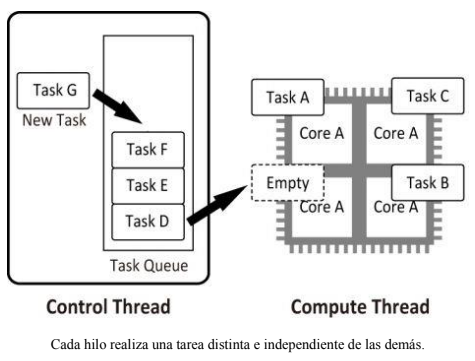 Task G
New Task
Task F
Task E
Task D
Task Queue
Control Thread
Task A
Task C
Core A
Core A
Empty
Task B
Core A
Core A
Compute Thread
Cada hilo realiza una tarea distinta e independiente de las demás.